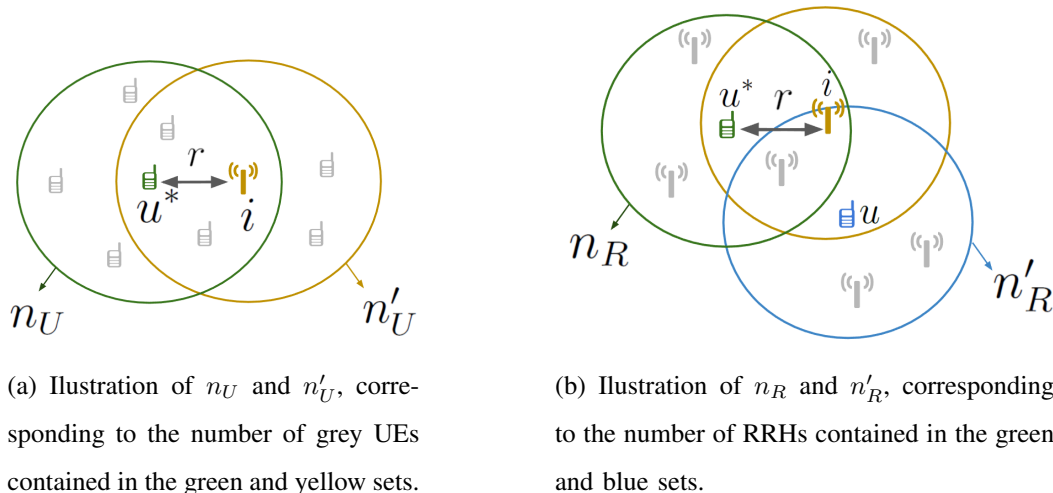 r
u* i
n_U n'_U
(a) Ilustration of n_U and n'_U, corre-
sponding to the number of grey UEs
contained in the green and yellow sets.
u* r i
u
n_R n'_R
(b) Ilustration of n_R and n'_R, corresponding
to the number of RRHs contained in the green
and blue sets.